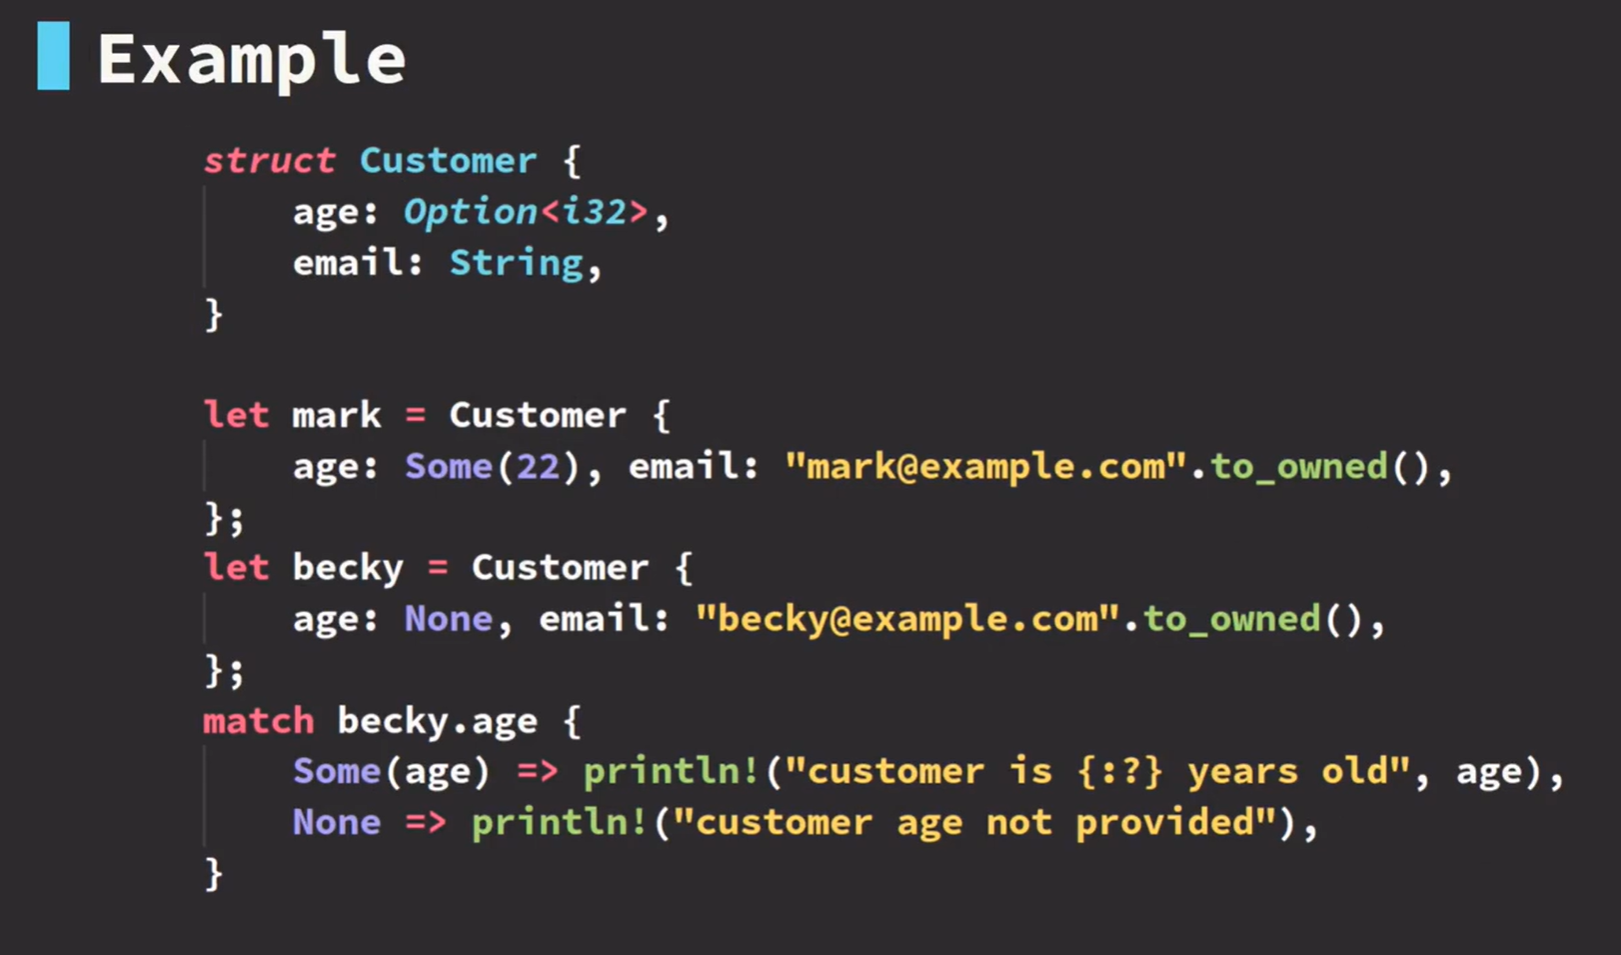 Example
struct Customer {
    age: Option<i32>,
    email: String,
}
let mark = Customer {
    age: Some(22), email: "mark@example.com".to_owned(),
};
let becky = Customer {
    age: None, email: "becky@example.com".to_owned(),
};
match becky.age {
    Some(age) => println!("customer is {:?} years old", age),
    None => println!("customer age not provided"),
}